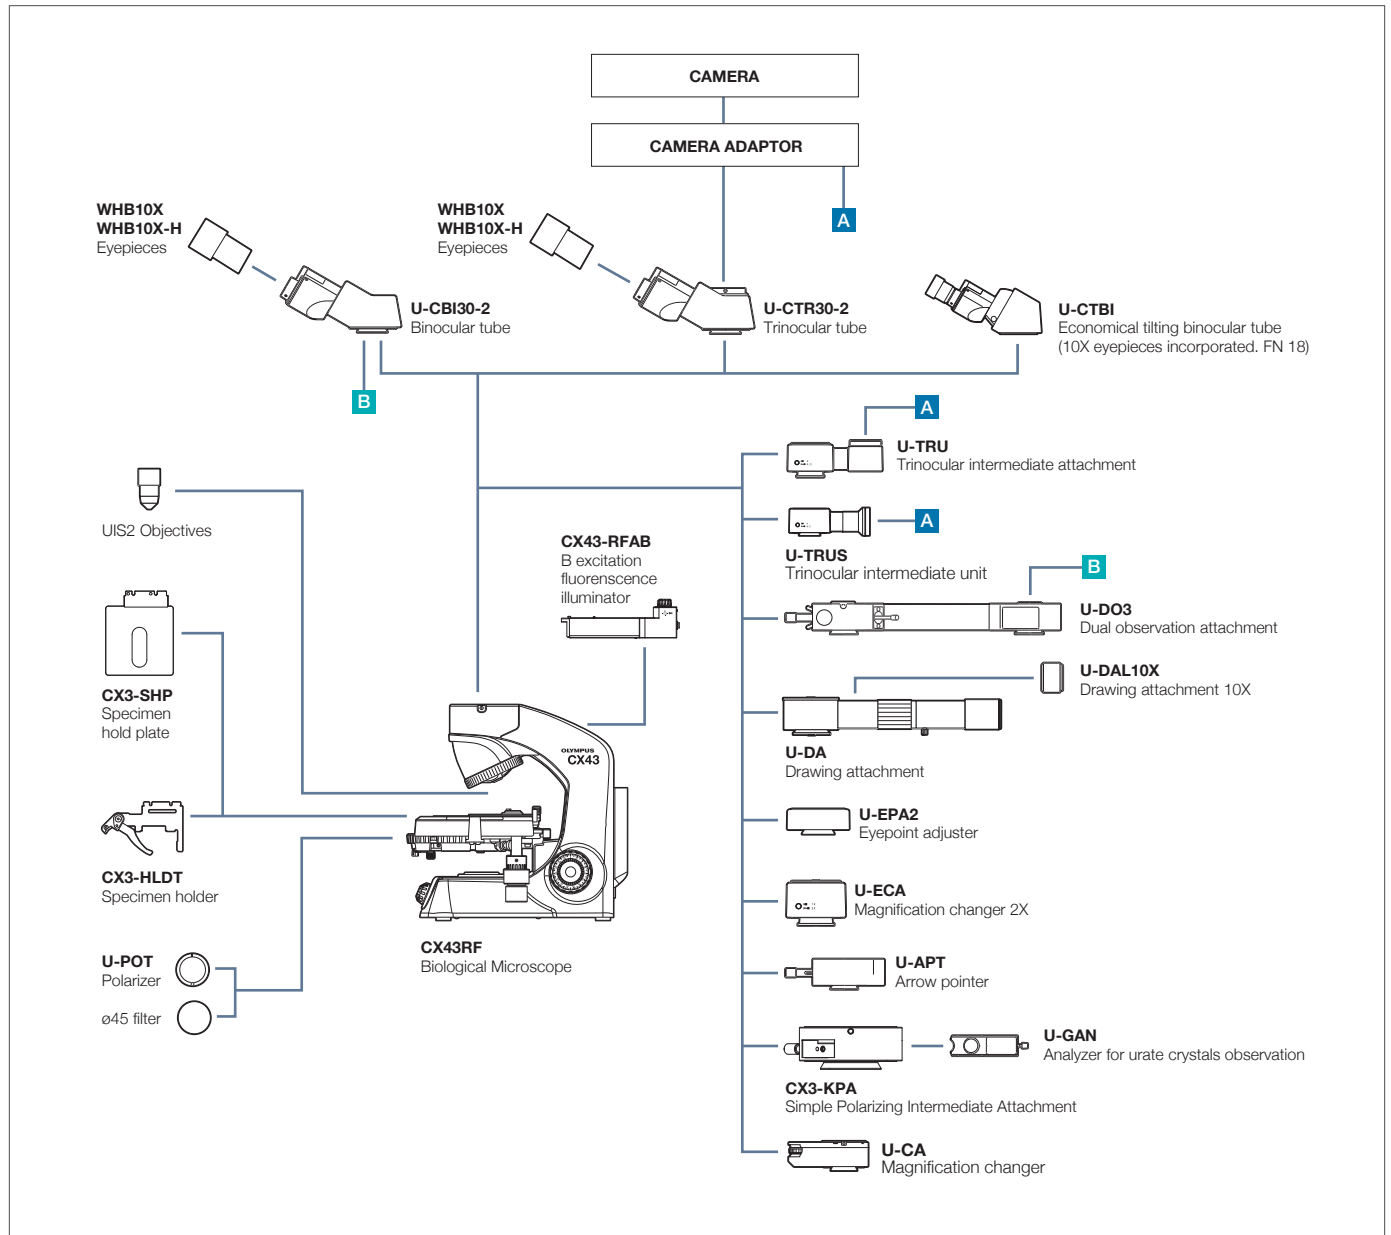 CAMERA
CAMERA ADAPTOR
A
WHB10X
WHB10X-H
Eyepieces
U-CBI30-2
Binocular tube
B
WHB10X
WHB10X-H
Eyepieces
U-CTR30-2
Trinocular tube
U-CTBI
Economical tilting binocular tube
(10X eyepieces incorporated. FN 18)
A
U-TRU
Trinocular intermediate attachment
A
U-TRUS
Trinocular intermediate unit
B
U-DO3
Dual observation attachment
U-DAL10X
Drawing attachment 10X
U-DA
Drawing attachment
U-EPA2
Eyepoint adjuster
U-ECA
Magnification changer 2X
U-APT
Arrow pointer
U-GAN
Analyzer for urate crystals observation
CX3-KPA
Simple Polarizing Intermediate Attachment
U-CA
Magnification changer
UIS2 Objectives
CX43-RFAB
B excitation
fluorenscence
illuminator
CX3-SHP
Specimen
hold plate
OLYMPUS
CX43
CX3-HLDT
Specimen holder
CX43RF
Biological Microscope
U-POT
Polarizer
ø45 filter